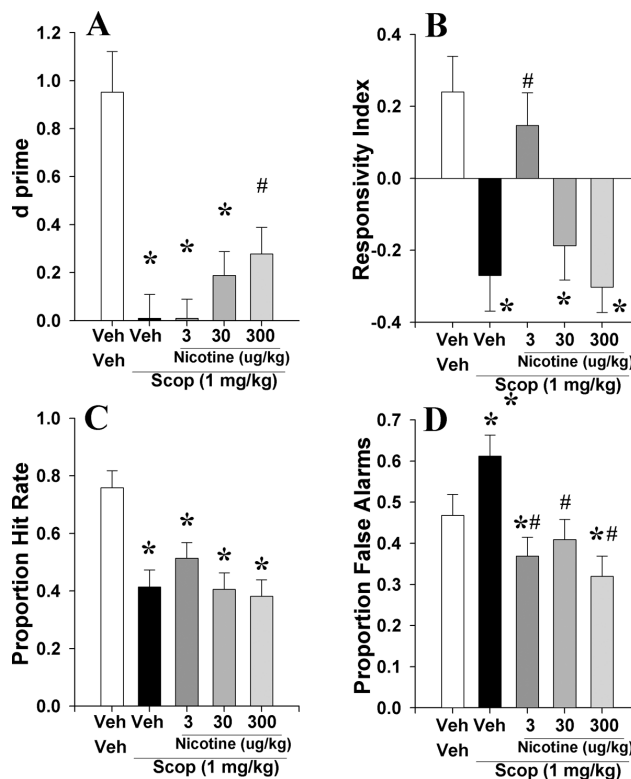 A
d prime
1.2
1.0
0.8
0.6
0.4
0.2
0.0
* * * #
Veh Veh 3 30 300
Veh Nicotine (ug/kg)
Scop (1 mg/kg)
B
Responsivity Index
0.4
0.2
0.0
-0.2
-0.4
#
* * *
Veh Veh 3 30 300
Veh Nicotine (ug/kg)
Scop (1 mg/kg)
C
Proportion Hit Rate
1.0
0.8
0.6
0.4
0.2
0.0
* * * *
Veh Veh 3 30 300
Veh Nicotine (ug/kg)
Scop (1 mg/kg)
D
Proportion False Alarms
0.7
0.6
0.5
0.4
0.3
0.2
0.1
0.0
*
* *# # *#
Veh Veh 3 30 300
Veh Nicotine (ug/kg)
Scop (1 mg/kg)